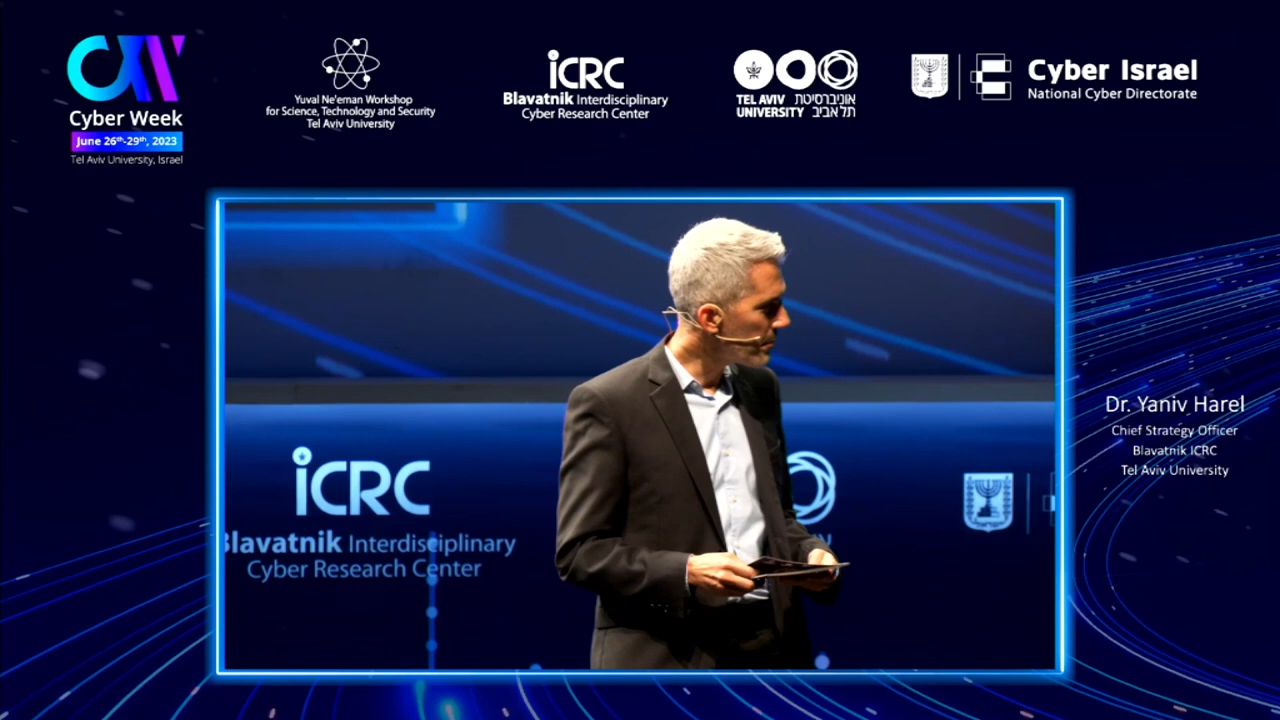 Cyber Week
June 26th-29th, 2023
Tel Aviv University, Israel
Yuval Ne'eman Workshop
for Science, Technology and Security
Tel Aviv University
iCRC
Blavatnik Interdisciplinary
Cyber Research Center
TEL AVIV אוניברסיטת
UNIVERSITY תל אביב
Cyber Israel
National Cyber Directorate
Dr. Yaniv Harel
Chief Strategy Officer
Blavatnik ICRC
Tel Aviv University
iCRC
Blavatnik Interdisciplinary
Cyber Research Center